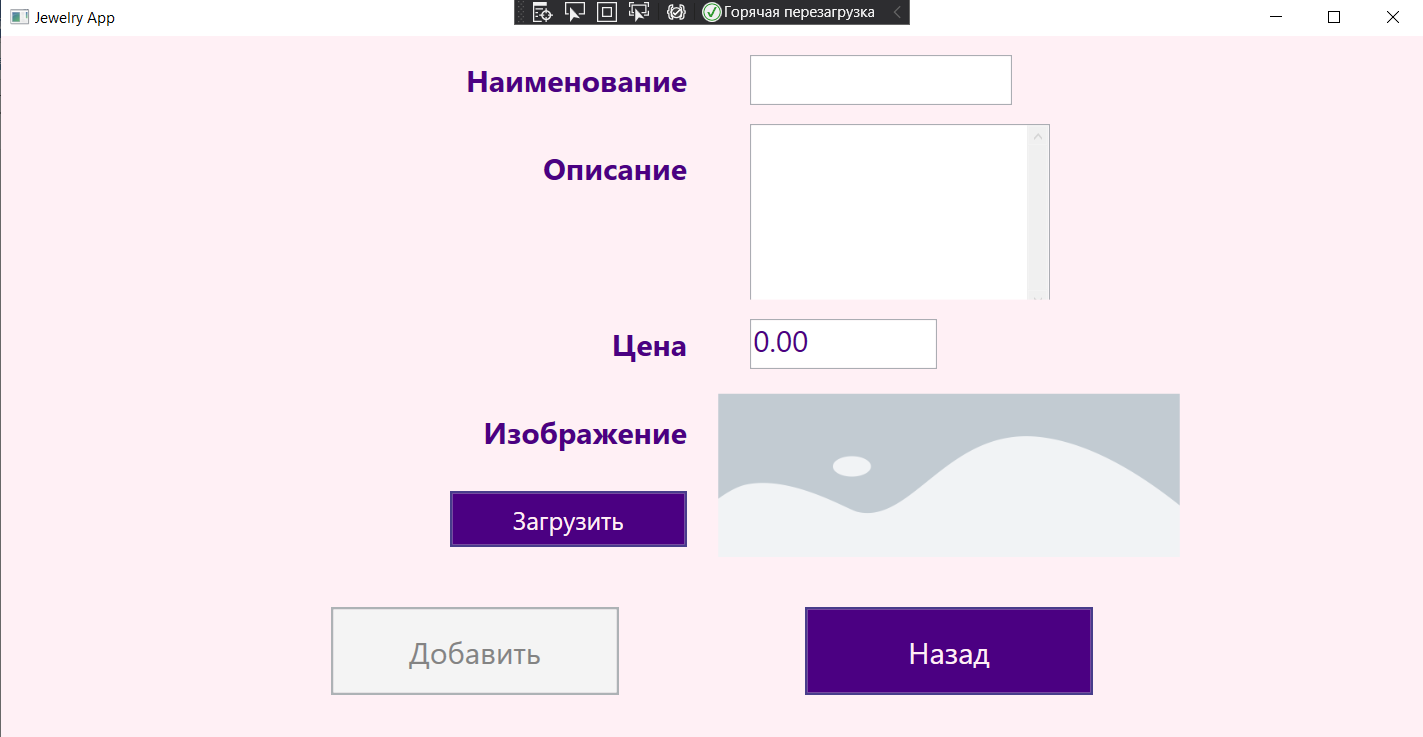 Jewelry App
Горячая перезагрузка
Наименование
Описание
Цена
0.00
Изображение
Загрузить
Добавить
Назад